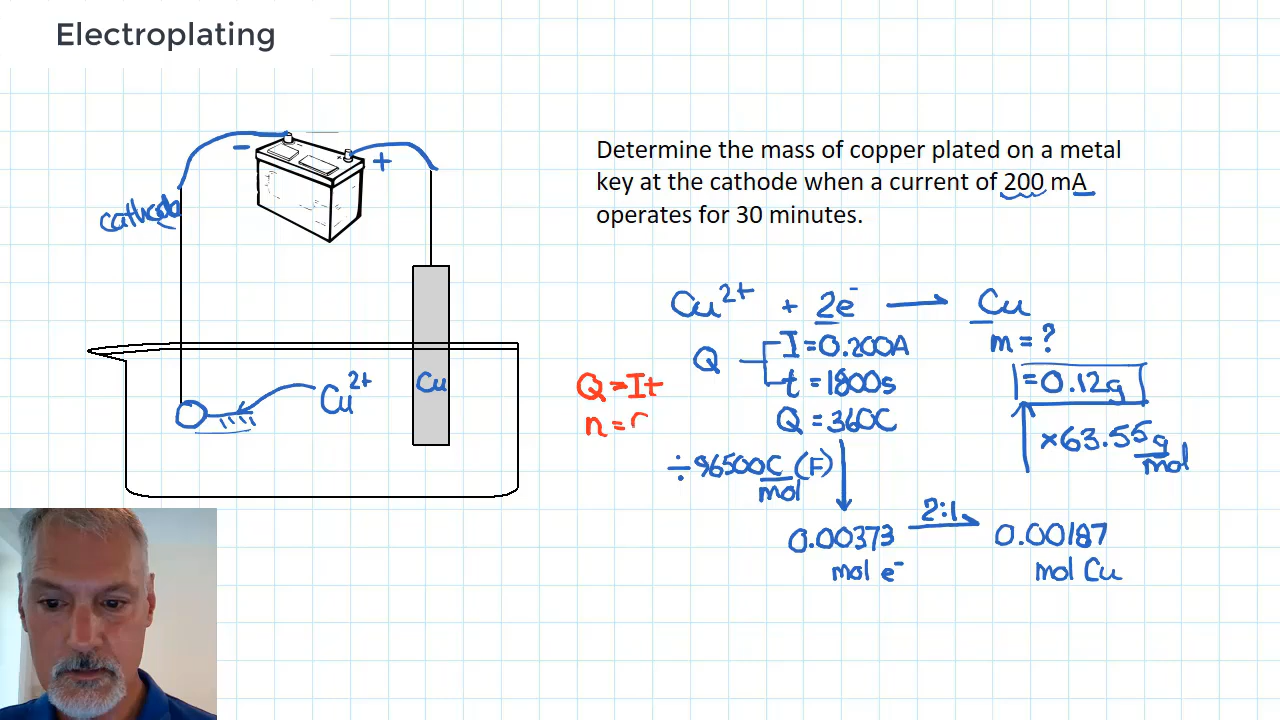 Electroplating
Determine the mass of copper plated on a metal
key at the cathode when a current of 200 mA
operates for 30 minutes.
-
+
cathode
Cu
Cu2+
Cu2+ + 2e- → Cu
Q
I = 0.200A
t = 1800s
Q = 360C
m = ?
= 0.12g
Q = It
n =
÷ 96500C/mol (F)
× 63.55g/mol
0.00373
mol e-
2:1
0.00187
mol Cu